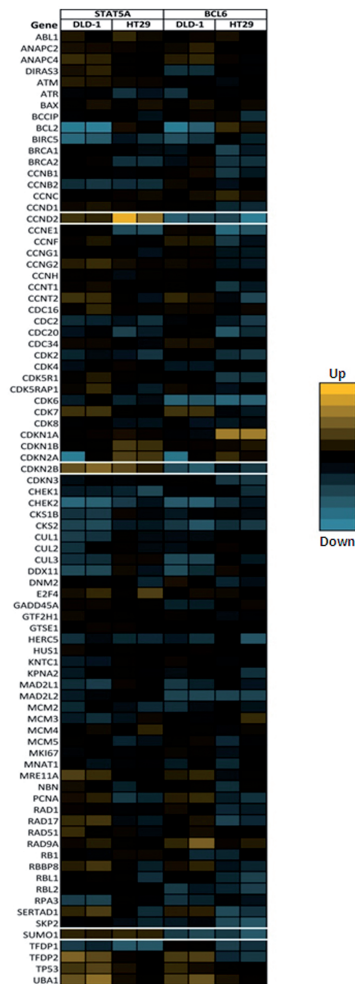 STAT5A BCL6
Gene DLD-1 HT29 DLD-1 HT29
ABL1
ANAPC2
ANAPC4
DIRAS3
ATM
ATR
BAX
BCCIP
BCL2
BIRC5
BRCA1
BRCA2
CCNB1
CCNB2
CCNC
CCND1
CCND2
CCNE1
CCNF
CCNG1
CCNG2
CCNH
CCNT1
CCNT2
CDC16
CDC2
CDC20
CDC34
CDK2
CDK4
CDK5R1
CDK5RAP1
CDK6
CDK7
CDK8
CDKN1A
CDKN1B
CDKN2A
CDKN2B
CDKN3
CHEK1
CHEK2
CKS1B
CKS2
CUL1
CUL2
CUL3
DDX11
DNM2
E2F4
GADD45A
GTF2H1
GTSE1
HERC5
HUS1
KNTC1
KPNA2
MAD2L1
MAD2L2
MCM2
MCM3
MCM4
MCM5
MKI67
MNAT1
MRE11A
NBN
PCNA
RAD1
RAD17
RAD51
RAD9A
RB1
RBBP8
RBL1
RBL2
RPA3
SERTAD1
SKP2
SUMO1
TFDP1
TFDP2
TP53
UBA1
Up
Down